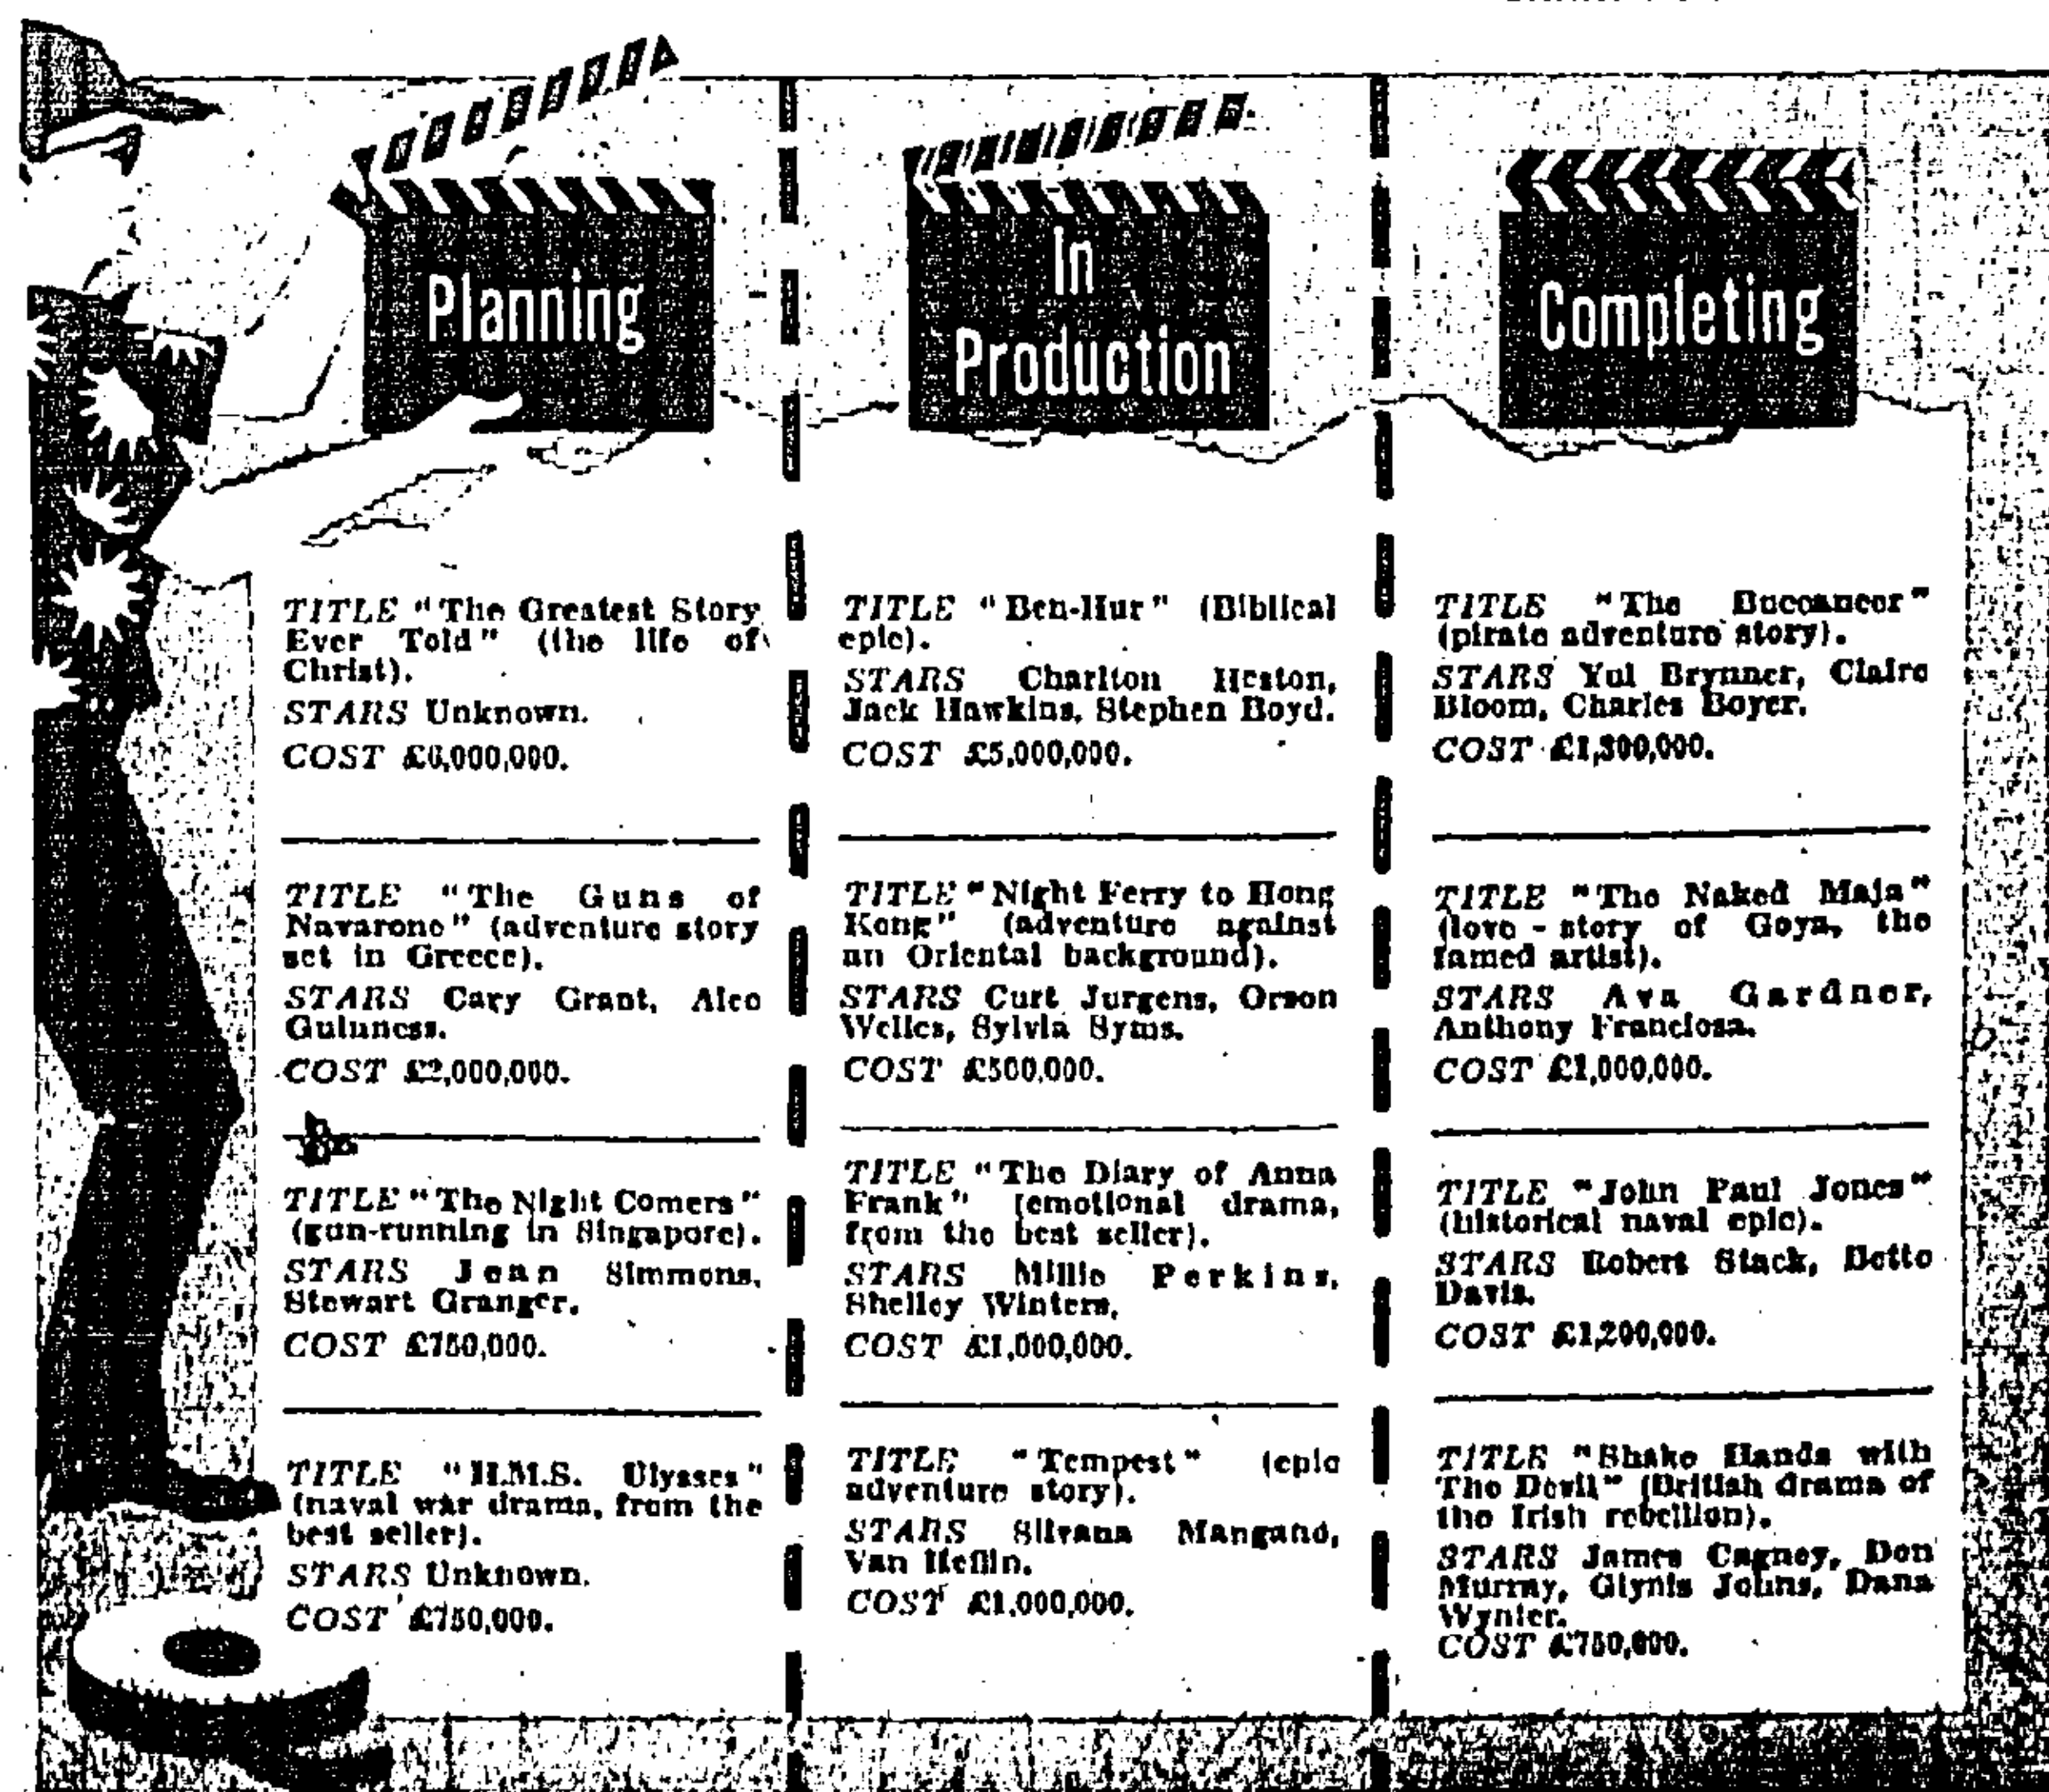 Planning
TITLE "The Greatest Story
Ever Told" (the life of
Christ).
STARS Unknown.
COST £6,000,000.
TITLE "The Guns of
Navarone" (adventure story
set in Greece).
STARS Cary Grant, Alec
Guinness.
COST £2,000,000.
TITLE "The Night Comers"
(gun-running in Singapore).
STARS Jean Simmons,
Stewart Granger.
COST £750,000.
TITLE "H.M.S. Ulysses"
(naval war drama, from the
best seller).
STARS Unknown.
COST £750,000.
In
Production
TITLE "Ben-Hur" (Biblical
epic).
STARS Charlton Heston,
Jack Hawkins, Stephen Boyd.
COST £5,000,000.
TITLE "Night Ferry to Hong
Kong" (adventure against
an Oriental background).
STARS Curt Jurgens, Orson
Welles, Sylvia Syms.
COST £500,000.
TITLE "The Diary of Anna
Frank" (emotional drama,
from the best seller).
STARS Millie Perkins,
Shelley Winters.
COST £1,000,000.
TITLE "Tempest" (epic
adventure story).
STARS Silvana Mangano,
Van Heflin.
COST £1,000,000.
Completing
TITLE "The Buccaneer"
(pirate adventure story).
STARS Yul Brynner, Claire
Bloom, Charles Boyer.
COST £1,300,000.
TITLE "The Naked Maja"
(love - story of Goya, the
famed artist).
STARS Ava Gardner,
Anthony Franciosa.
COST £1,000,000.
TITLE "John Paul Jones"
(historical naval epic).
STARS Robert Stack, Bette
Davis.
COST £1,200,000.
TITLE "Shake Hands with
The Devil" (British drama of
the Irish rebellion).
STARS James Cagney, Don
Murray, Glynis Johns, Dana
Wynter.
COST £750,000.